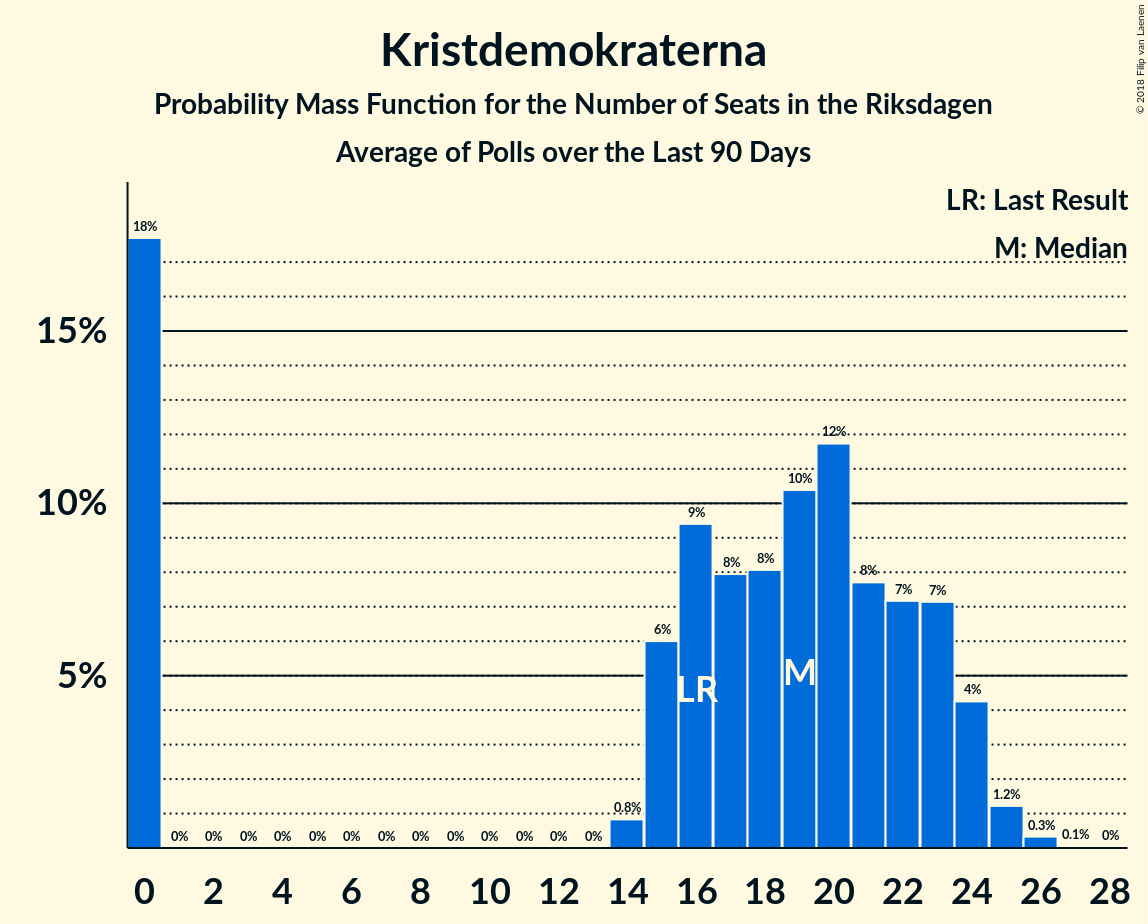 Kristdemokraterna
Probability Mass Function for the Number of Seats in the Riksdagen
Average of Polls over the Last 90 Days
© 2018 Filip van Laenen
LR: Last Result
M: Median
18%
15%
12%
10%
10%
9%
8%
8%
8%
7%
7%
6%
5%
M
LR
4%
0.8%
1.2%
0.3%
0% 0% 0% 0% 0% 0% 0% 0% 0% 0% 0% 0% 0% 0.1% 0%
0 2 4 6 8 10 12 14 16 18 20 22 24 26 28